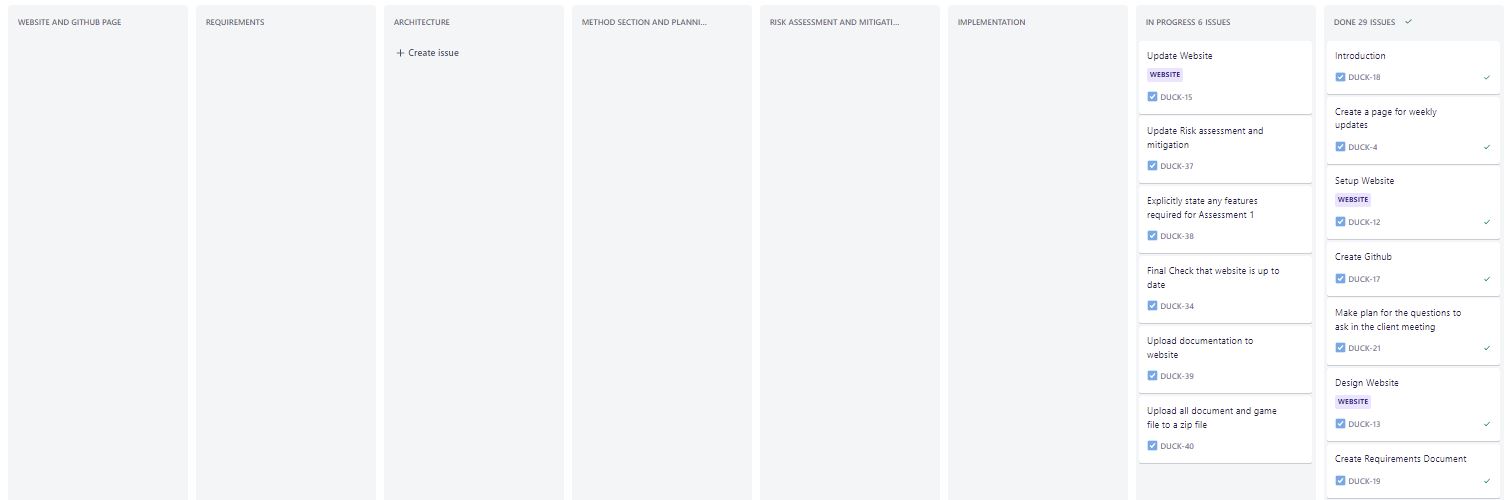 WEBSITE AND GITHUB PAGE
REQUIREMENTS
ARCHITECTURE
+ Create issue
METHOD SECTION AND PLANNI...
RISK ASSESSMENT AND MITIGATI...
IMPLEMENTATION
IN PROGRESS 6 ISSUES
Update Website
WEBSITE
DUCK-15
Update Risk assessment and
mitigation
DUCK-37
Explicitly state any features
required for Assessment 1
DUCK-38
Final Check that website is up to
date
DUCK-34
Upload documentation to
website
DUCK-39
Upload all document and game
file to a zip file
DUCK-40
DONE 29 ISSUES
Introduction
DUCK-18
Create a page for weekly
updates
DUCK-4
Setup Website
WEBSITE
DUCK-12
Create Github
DUCK-17
Make plan for the questions to
ask in the client meeting
DUCK-21
Design Website
WEBSITE
DUCK-13
Create Requirements Document
DUCK-19